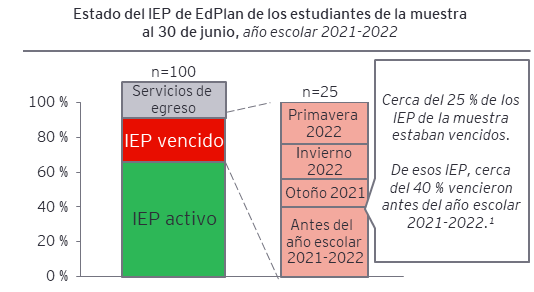 Estado del IEP de EdPlan de los estudiantes de la muestra
al 30 de junio, año escolar 2021-2022
n=100
Servicios de
egreso
IEP vencido
IEP activo
100 %
80 %
60 %
40 %
20 %
0 %
n=25
Primavera
2022
Invierno
2022
Otoño 2021
Antes del
año escolar
2021-2022
Cerca del 25 % de los
IEP de la muestra
estaban vencidos.
De esos IEP, cerca
del 40 % vencieron
antes del año escolar
2021-2022.¹